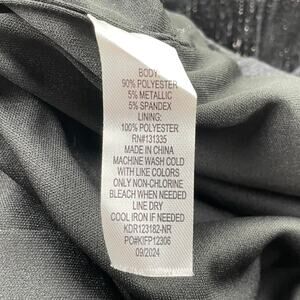 BODY:
90% POLYESTER
5% METALLIC
5% SPANDEX
LINING:
100% POLYESTER
RN#131335
MADE IN CHINA
MACHINE WASH COLD
WITH LIKE COLORS
ONLY NON-CHLORINE
BLEACH WHEN NEEDED
LINE DRY
COOL IRON IF NEEDED
KDR123182-NR
PO#KIFP12306
09/2024